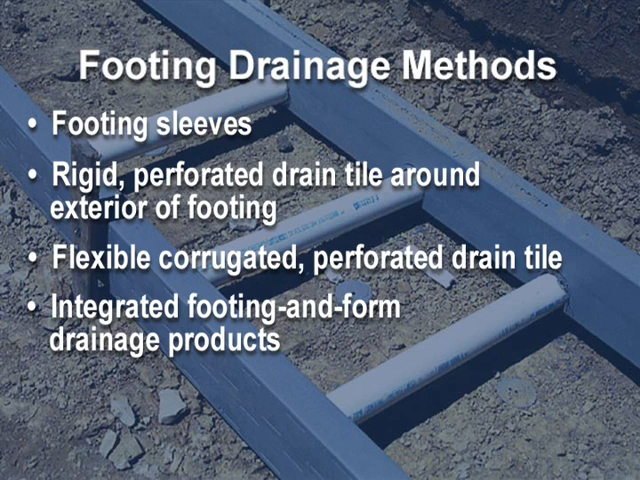 Footing Drainage Methods
• Footing sleeves
• Rigid, perforated drain tile around
exterior of footing
• Flexible corrugated, perforated drain tile
• Integrated footing-and-form
drainage products